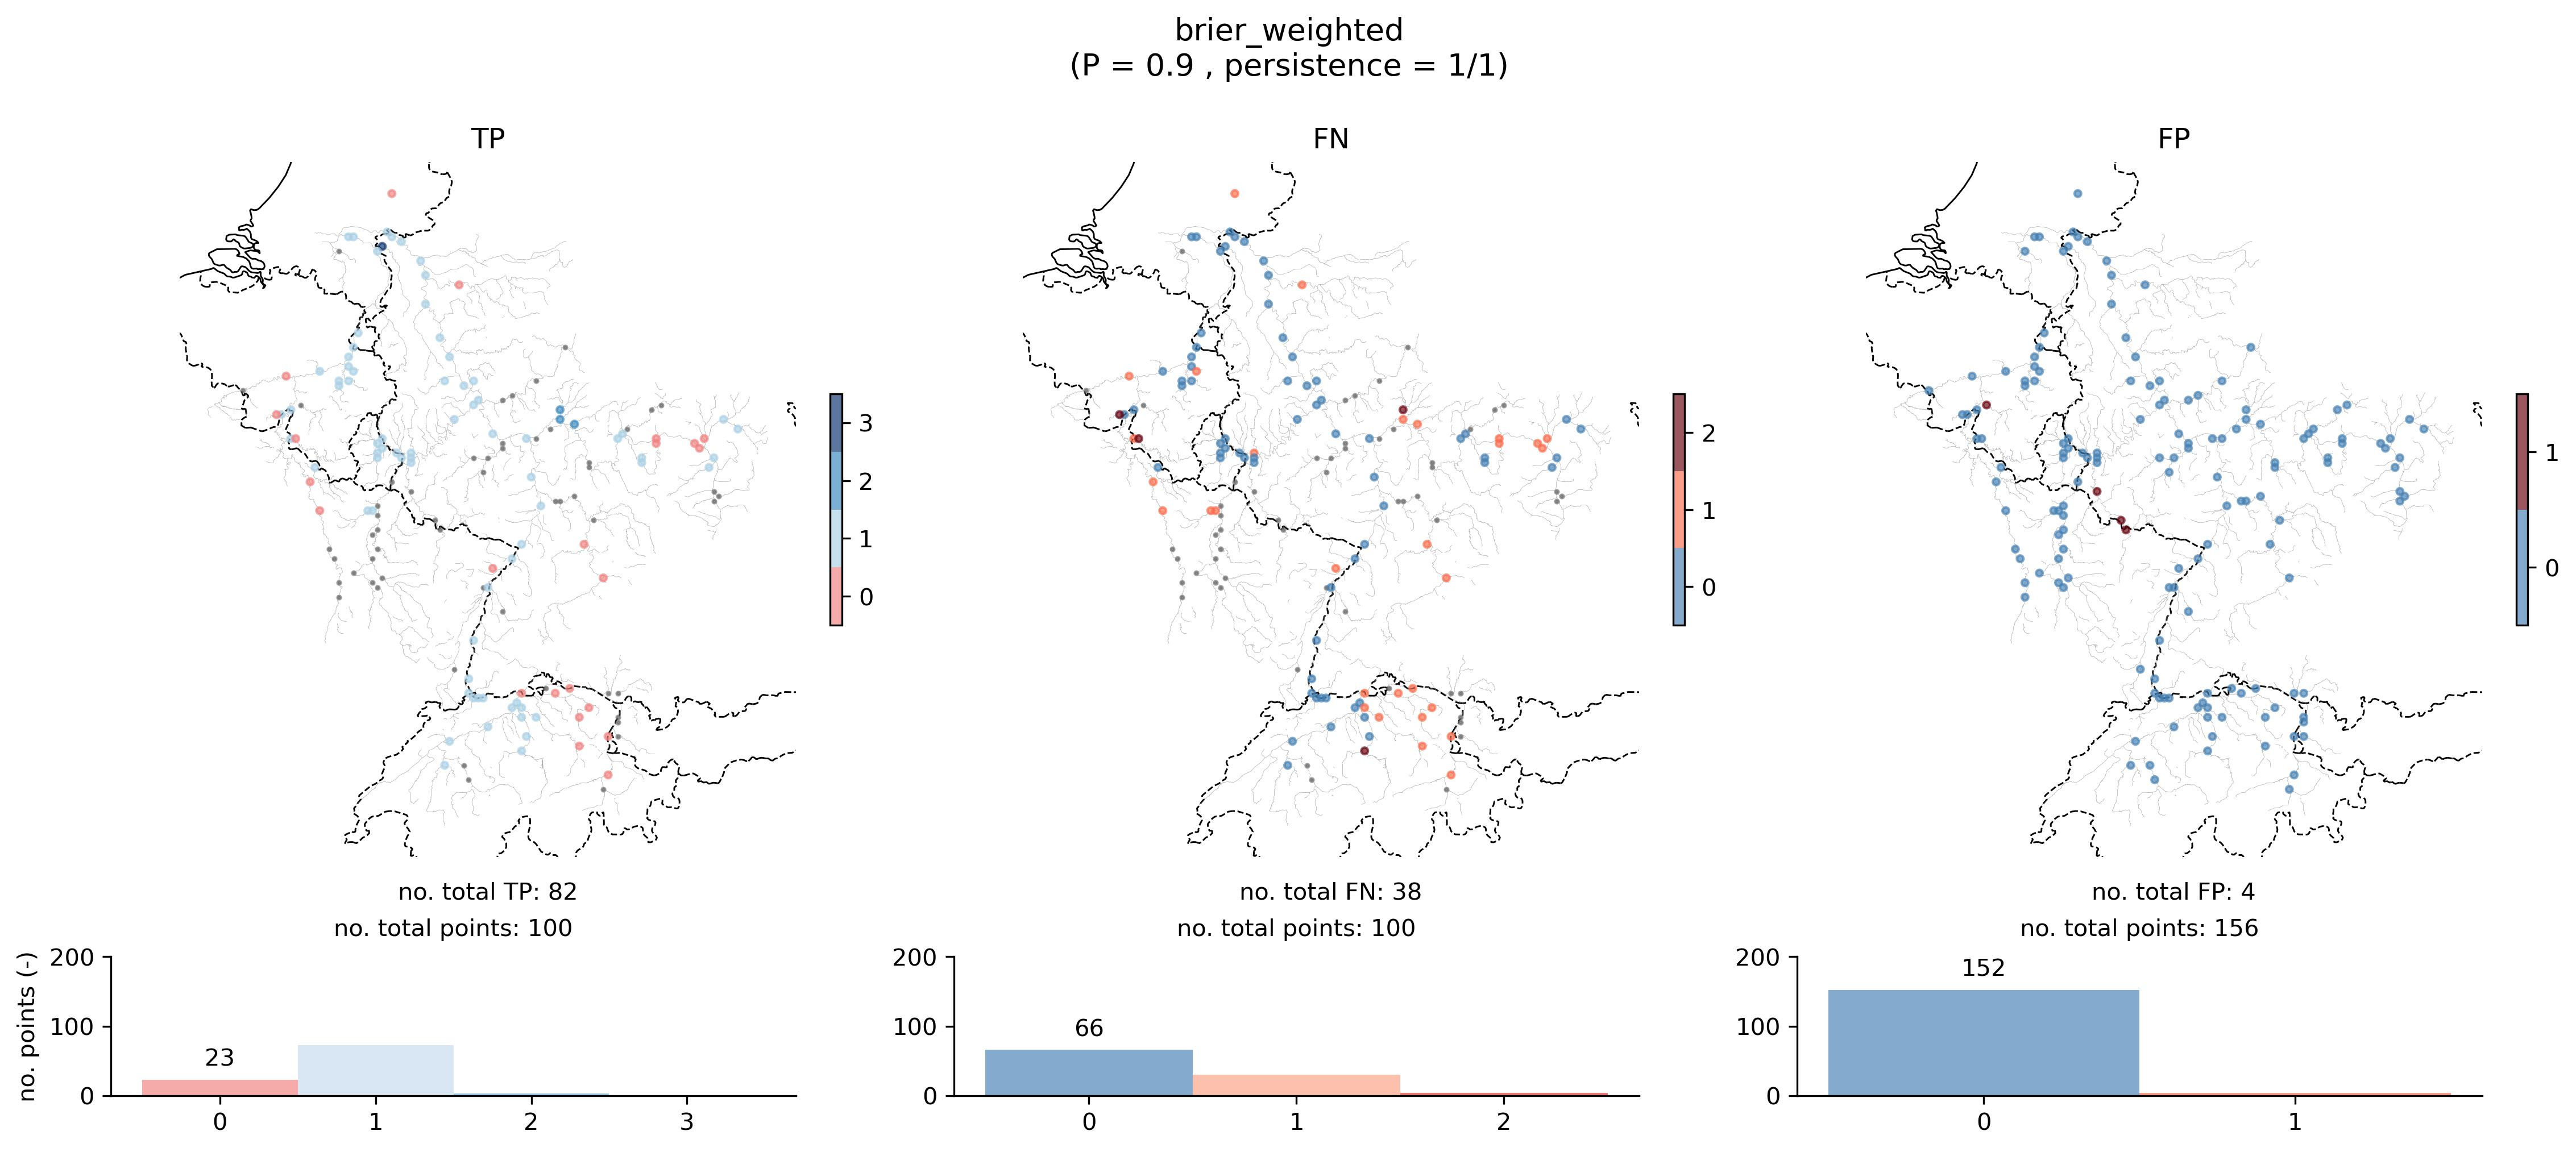 brier_weighted
(P = 0.9 , persistence = 1/1)
TP
FN
FP
3
2
1
0
2
1
0
1
0
no. total TP: 82
no. total points: 100
no. total FN: 38
no. total points: 100
no. total FP: 4
no. total points: 156
no. points (-)
200
100
0
23
0
1
2
3
200
100
0
66
0
1
2
200
100
0
152
0
1